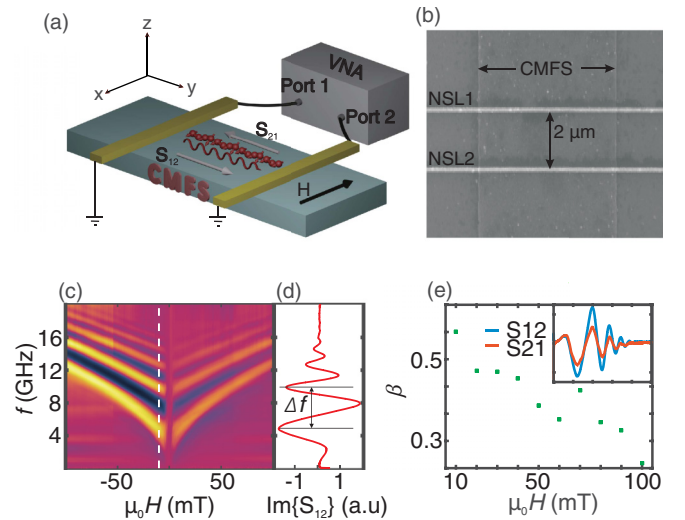 (a)
z
x
y
VNA
Port 1
Port 2
S21
S12
CMFS
H
(b)
CMFS
NSL1
2 μm
NSL2
(c)
f (GHz)
16
12
8
4
-50
50
μ0H (mT)
(d)
Δf
-1
1
Im{S12} (a.u)
(e)
S12
S21
β
0.5
0.3
10
50
100
μ0H (mT)